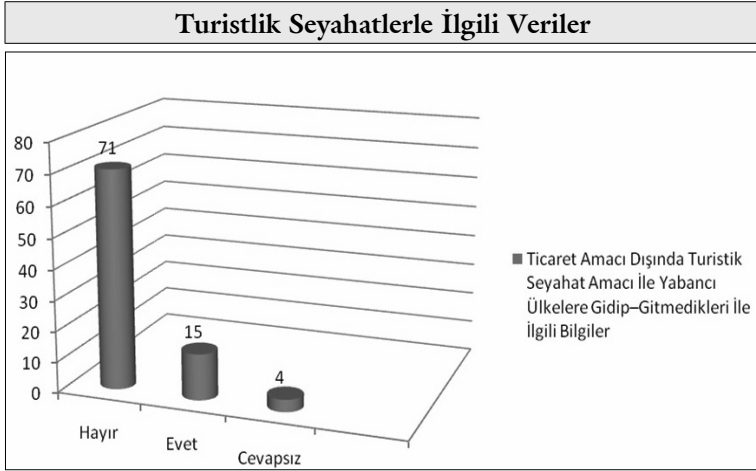 Turistlik Seyahatlerle İlgili Veriler
80
70
60
50
40
30
20
10
0
71
15
4
Hayır
Evet
Cevapsız
Ticaret Amacı Dışında Turistik
Seyahat Amacı İle Yabancı
Ülkelere Gidip–Gitmedikleri İle
İlgili Bilgiler